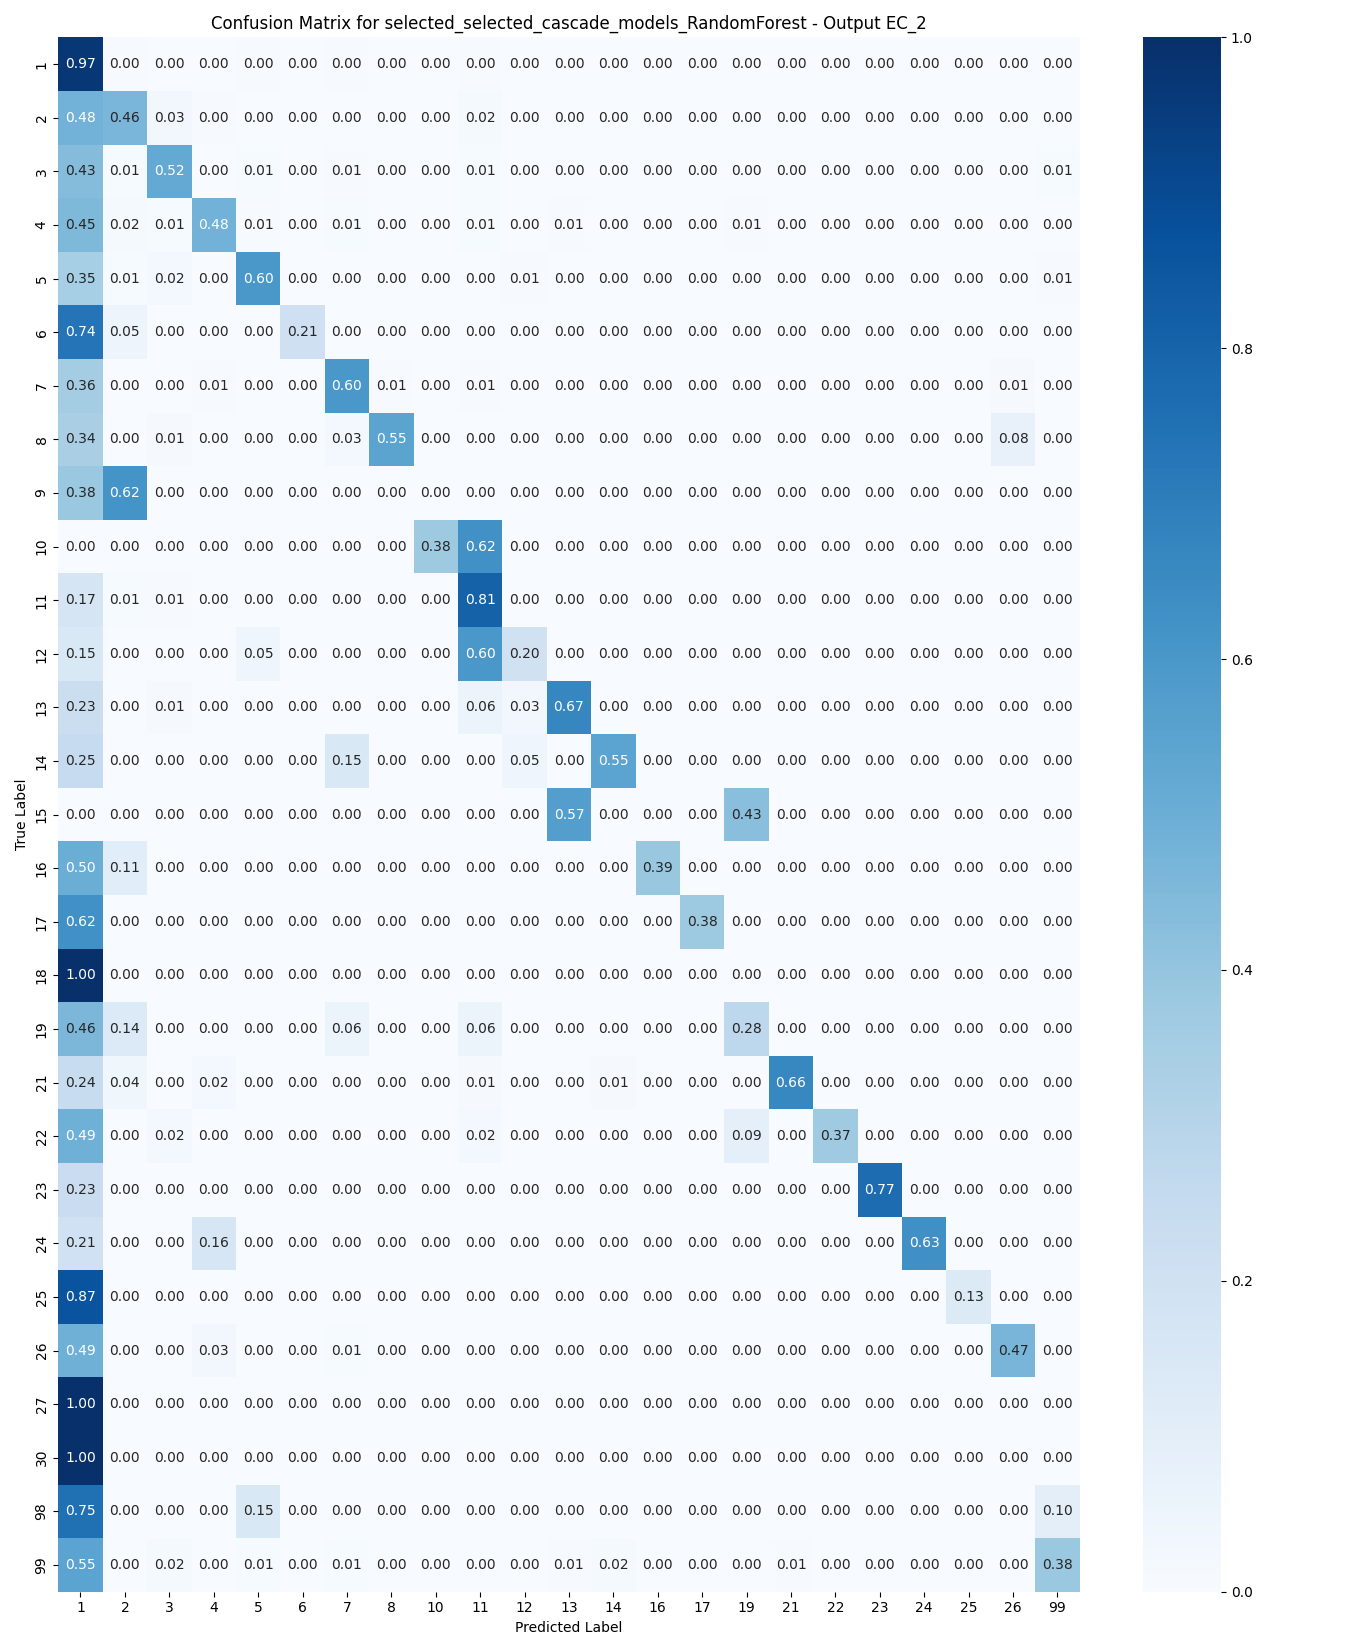 Confusion Matrix for selected_selected_cascade_models_RandomForest - Output EC_2
True Label
1 0.97 0.00 0.00 0.00 0.00 0.00 0.00 0.00 0.00 0.00 0.00 0.00 0.00 0.00 0.00 0.00 0.00 0.00 0.00 0.00 0.00 0.00 0.00
2 0.48 0.46 0.03 0.00 0.00 0.00 0.00 0.00 0.00 0.02 0.00 0.00 0.00 0.00 0.00 0.00 0.00 0.00 0.00 0.00 0.00 0.00 0.00
3 0.43 0.01 0.52 0.00 0.01 0.00 0.01 0.00 0.00 0.01 0.00 0.00 0.00 0.00 0.00 0.00 0.00 0.00 0.00 0.00 0.00 0.00 0.01
4 0.45 0.02 0.01 0.48 0.01 0.00 0.01 0.00 0.00 0.01 0.00 0.01 0.00 0.00 0.00 0.01 0.00 0.00 0.00 0.00 0.00 0.00 0.00
5 0.35 0.01 0.02 0.00 0.60 0.00 0.00 0.00 0.00 0.00 0.01 0.00 0.00 0.00 0.00 0.00 0.00 0.00 0.00 0.00 0.00 0.00 0.01
6 0.74 0.05 0.00 0.00 0.00 0.21 0.00 0.00 0.00 0.00 0.00 0.00 0.00 0.00 0.00 0.00 0.00 0.00 0.00 0.00 0.00 0.00 0.00
7 0.36 0.00 0.00 0.01 0.00 0.00 0.60 0.01 0.00 0.01 0.00 0.00 0.00 0.00 0.00 0.00 0.00 0.00 0.00 0.00 0.00 0.01 0.00
8 0.34 0.00 0.01 0.00 0.00 0.00 0.03 0.55 0.00 0.00 0.00 0.00 0.00 0.00 0.00 0.00 0.00 0.00 0.00 0.00 0.00 0.08 0.00
9 0.38 0.62 0.00 0.00 0.00 0.00 0.00 0.00 0.00 0.00 0.00 0.00 0.00 0.00 0.00 0.00 0.00 0.00 0.00 0.00 0.00 0.00 0.00
10 0.00 0.00 0.00 0.00 0.00 0.00 0.00 0.00 0.38 0.62 0.00 0.00 0.00 0.00 0.00 0.00 0.00 0.00 0.00 0.00 0.00 0.00 0.00
11 0.17 0.01 0.01 0.00 0.00 0.00 0.00 0.00 0.00 0.81 0.00 0.00 0.00 0.00 0.00 0.00 0.00 0.00 0.00 0.00 0.00 0.00 0.00
12 0.15 0.00 0.00 0.00 0.05 0.00 0.00 0.00 0.00 0.60 0.20 0.00 0.00 0.00 0.00 0.00 0.00 0.00 0.00 0.00 0.00 0.00 0.00
13 0.23 0.00 0.01 0.00 0.00 0.00 0.00 0.00 0.00 0.06 0.03 0.67 0.00 0.00 0.00 0.00 0.00 0.00 0.00 0.00 0.00 0.00 0.00
14 0.25 0.00 0.00 0.00 0.00 0.00 0.15 0.00 0.00 0.00 0.05 0.00 0.55 0.00 0.00 0.00 0.00 0.00 0.00 0.00 0.00 0.00 0.00
15 0.00 0.00 0.00 0.00 0.00 0.00 0.00 0.00 0.00 0.00 0.00 0.57 0.00 0.00 0.00 0.43 0.00 0.00 0.00 0.00 0.00 0.00 0.00
16 0.50 0.11 0.00 0.00 0.00 0.00 0.00 0.00 0.00 0.00 0.00 0.00 0.00 0.39 0.00 0.00 0.00 0.00 0.00 0.00 0.00 0.00 0.00
17 0.62 0.00 0.00 0.00 0.00 0.00 0.00 0.00 0.00 0.00 0.00 0.00 0.00 0.00 0.38 0.00 0.00 0.00 0.00 0.00 0.00 0.00 0.00
18 1.00 0.00 0.00 0.00 0.00 0.00 0.00 0.00 0.00 0.00 0.00 0.00 0.00 0.00 0.00 0.00 0.00 0.00 0.00 0.00 0.00 0.00 0.00
19 0.46 0.14 0.00 0.00 0.00 0.00 0.06 0.00 0.00 0.06 0.00 0.00 0.00 0.00 0.00 0.28 0.00 0.00 0.00 0.00 0.00 0.00 0.00
21 0.24 0.04 0.00 0.02 0.00 0.00 0.00 0.00 0.00 0.01 0.00 0.00 0.01 0.00 0.00 0.00 0.66 0.00 0.00 0.00 0.00 0.00 0.00
22 0.49 0.00 0.02 0.00 0.00 0.00 0.00 0.00 0.00 0.02 0.00 0.00 0.00 0.00 0.00 0.09 0.00 0.37 0.00 0.00 0.00 0.00 0.00
23 0.23 0.00 0.00 0.00 0.00 0.00 0.00 0.00 0.00 0.00 0.00 0.00 0.00 0.00 0.00 0.00 0.00 0.00 0.77 0.00 0.00 0.00 0.00
24 0.21 0.00 0.00 0.16 0.00 0.00 0.00 0.00 0.00 0.00 0.00 0.00 0.00 0.00 0.00 0.00 0.00 0.00 0.00 0.63 0.00 0.00 0.00
25 0.87 0.00 0.00 0.00 0.00 0.00 0.00 0.00 0.00 0.00 0.00 0.00 0.00 0.00 0.00 0.00 0.00 0.00 0.00 0.00 0.13 0.00 0.00
26 0.49 0.00 0.00 0.03 0.00 0.00 0.01 0.00 0.00 0.00 0.00 0.00 0.00 0.00 0.00 0.00 0.00 0.00 0.00 0.00 0.00 0.47 0.00
27 1.00 0.00 0.00 0.00 0.00 0.00 0.00 0.00 0.00 0.00 0.00 0.00 0.00 0.00 0.00 0.00 0.00 0.00 0.00 0.00 0.00 0.00 0.00
30 1.00 0.00 0.00 0.00 0.00 0.00 0.00 0.00 0.00 0.00 0.00 0.00 0.00 0.00 0.00 0.00 0.00 0.00 0.00 0.00 0.00 0.00 0.00
98 0.75 0.00 0.00 0.00 0.15 0.00 0.00 0.00 0.00 0.00 0.00 0.00 0.00 0.00 0.00 0.00 0.00 0.00 0.00 0.00 0.00 0.00 0.10
99 0.55 0.00 0.02 0.00 0.01 0.00 0.01 0.00 0.00 0.00 0.00 0.01 0.02 0.00 0.00 0.00 0.01 0.00 0.00 0.00 0.00 0.00 0.38
1 2 3 4 5 6 7 8 10 11 12 13 14 16 17 19 21 22 23 24 25 26 99
Predicted Label
1.0
0.8
0.6
0.4
0.2
0.0